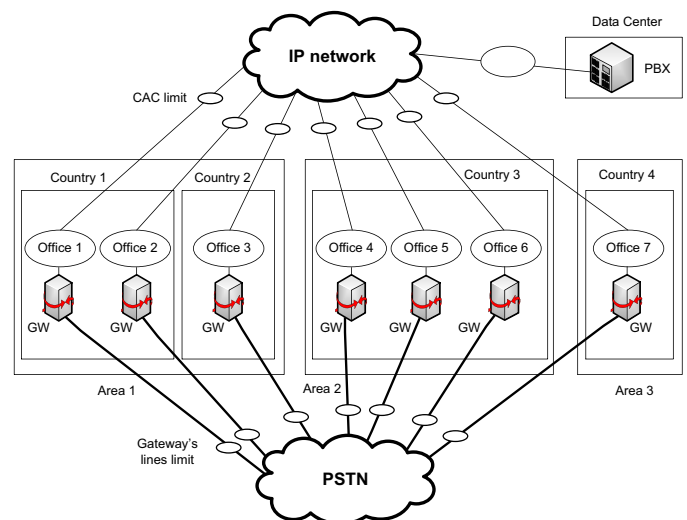 Data Center
IP network
PBX
CAC limit
Country 1
Country 2
Country 3
Country 4
Office 1
Office 2
Office 3
Office 4
Office 5
Office 6
Office 7
GW
GW
GW
GW
GW
GW
GW
Area 1
Area 2
Area 3
Gateway’s
lines limit
PSTN